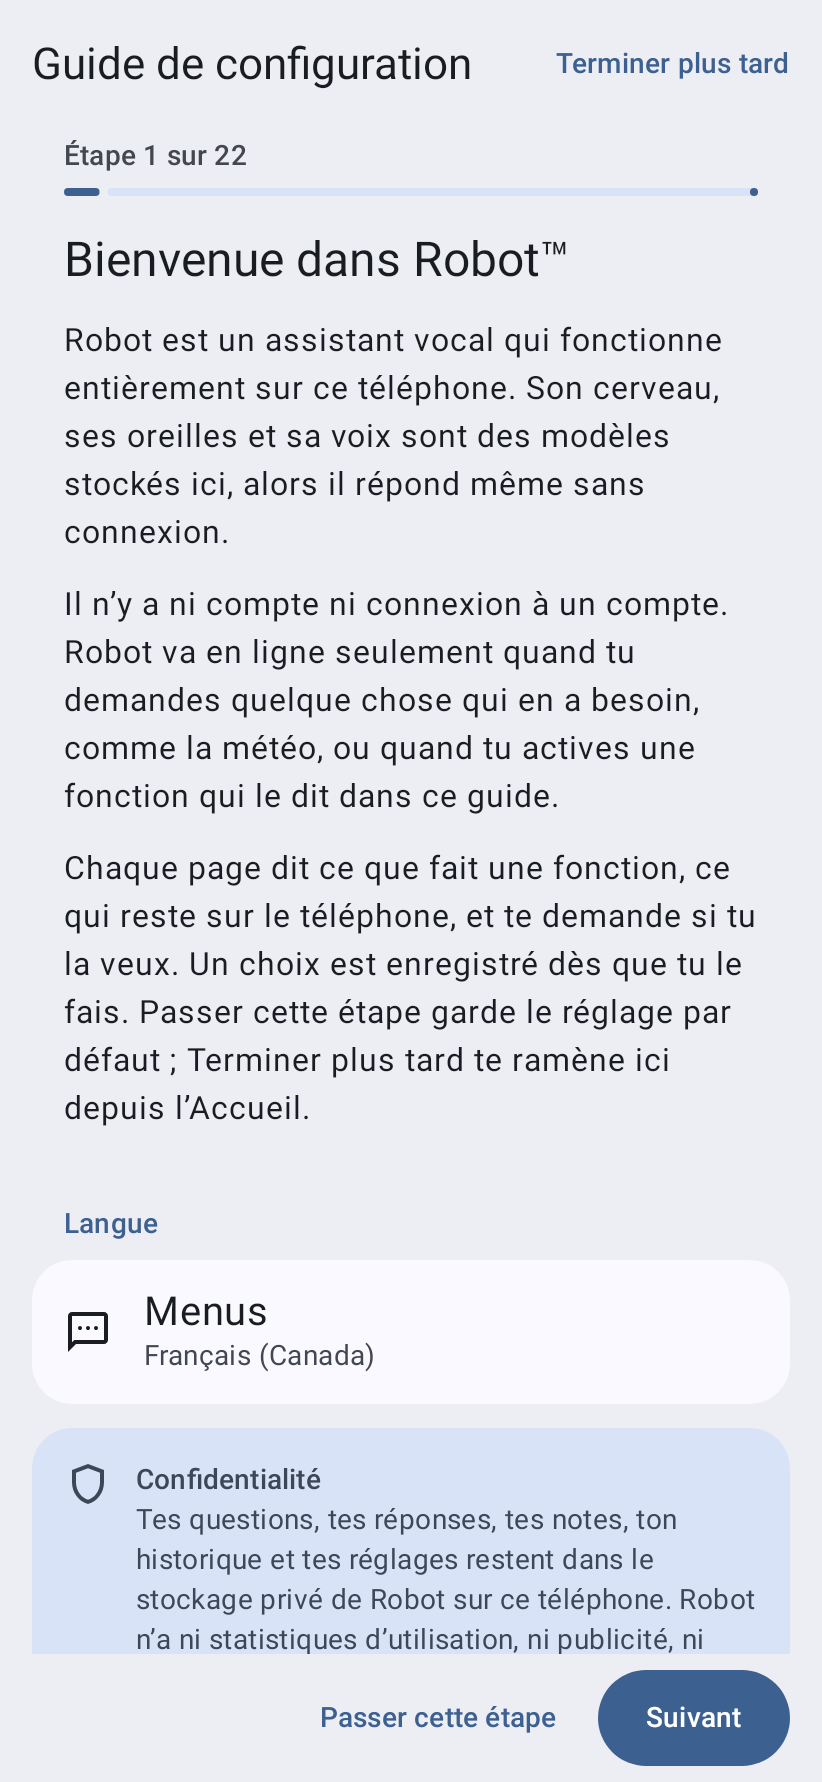 Guide de configuration
Terminer plus tard
Étape 1 sur 22
Bienvenue dans Robot™
Robot est un assistant vocal qui fonctionne
entièrement sur ce téléphone. Son cerveau,
ses oreilles et sa voix sont des modèles
stockés ici, alors il répond même sans
connexion.
Il n’y a ni compte ni connexion à un compte.
Robot va en ligne seulement quand tu
demandes quelque chose qui en a besoin,
comme la météo, ou quand tu actives une
fonction qui le dit dans ce guide.
Chaque page dit ce que fait une fonction, ce
qui reste sur le téléphone, et te demande si tu
la veux. Un choix est enregistré dès que tu le
fais. Passer cette étape garde le réglage par
défaut ; Terminer plus tard te ramène ici
depuis l’Accueil.
Langue
Menus
Français (Canada)
Confidentialité
Tes questions, tes réponses, tes notes, ton
historique et tes réglages restent dans le
stockage privé de Robot sur ce téléphone. Robot
n’a ni statistiques d’utilisation, ni publicité, ni
Passer cette étape
Suivant